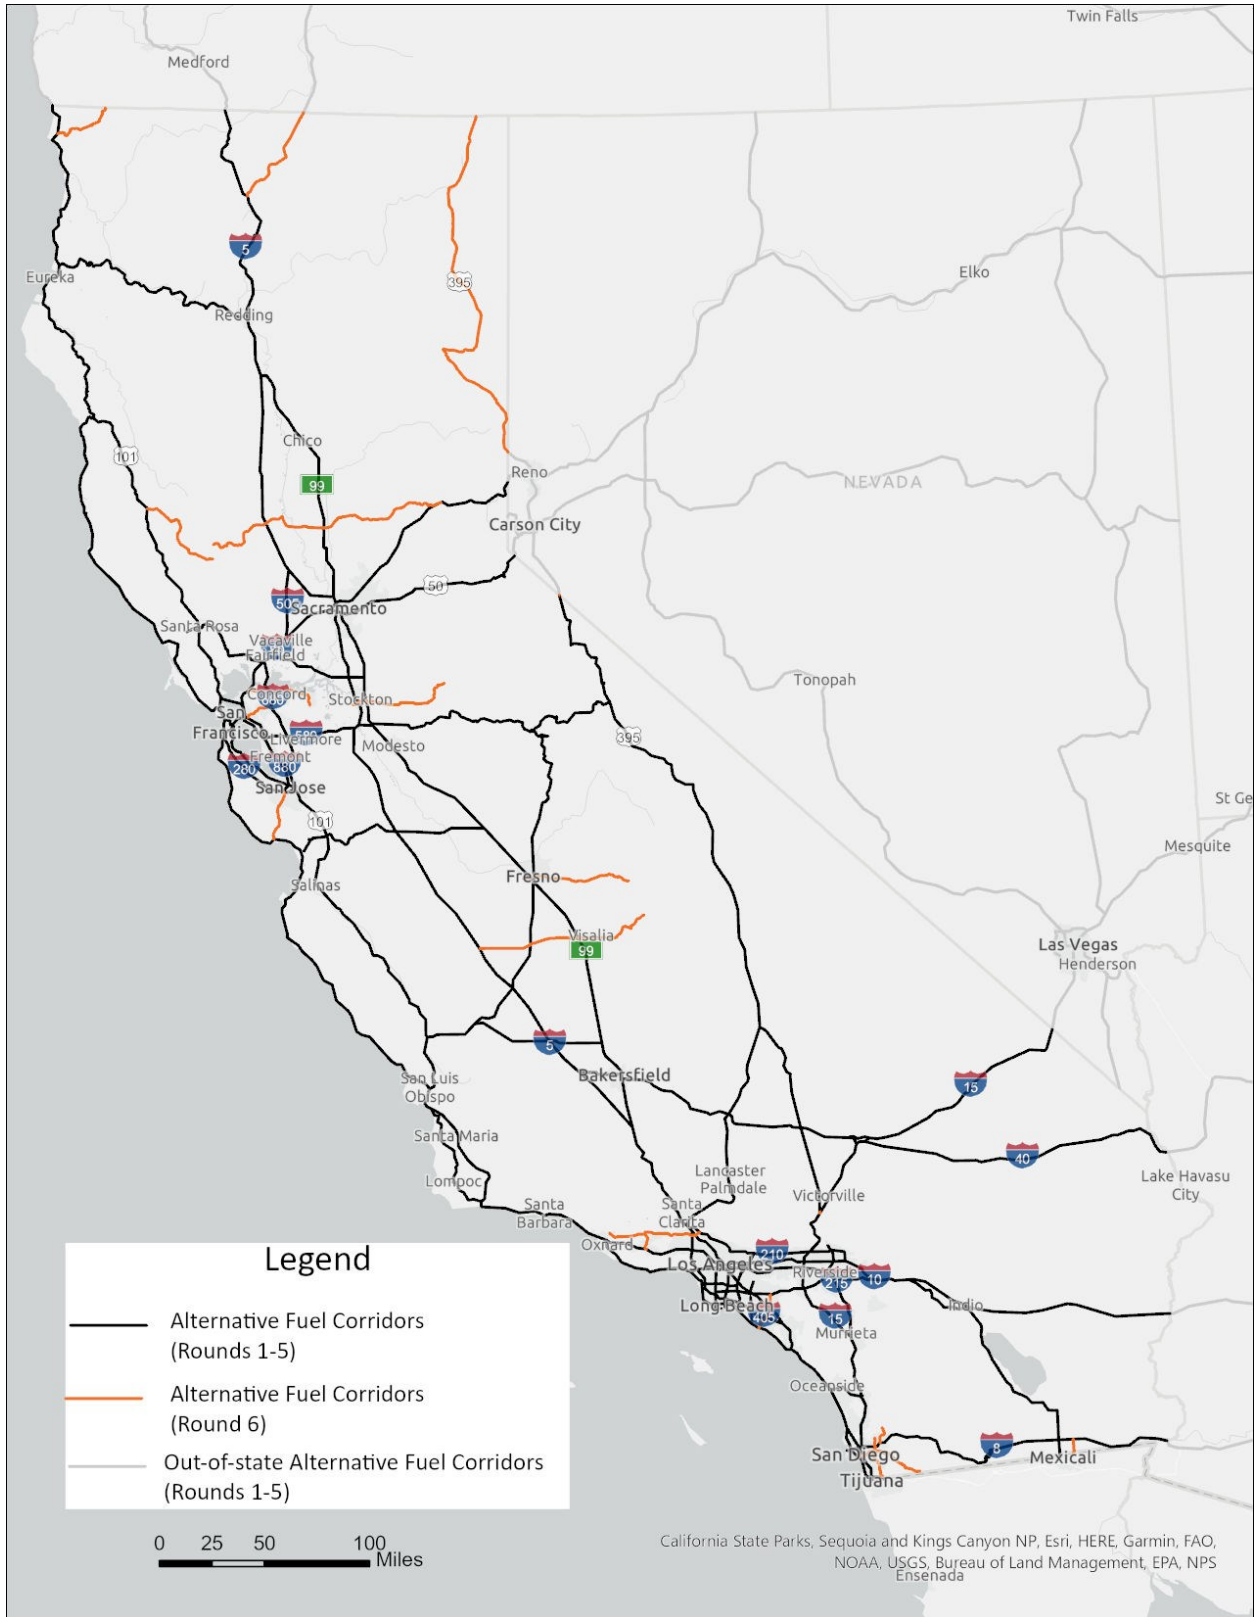 Twin Falls
Medford
Eureka
5
395
Elko
Redding
101
Chico
99
Reno
NEVADA
Carson City
50
505
Sacramento
Santa Rosa
Vacaville
Fairfield
Concord
680
Stockton
San
Francisco
580
Livermore
Modesto
Fremont
280
880
San Jose
101
Tonopah
395
St Ge
Mesquite
Salinas
Fresno
Visalia
99
Las Vegas
Henderson
5
Bakersfield
San Luis
Obispo
15
Santa Maria
40
Lompoc
Lancaster
Palmdale
Victorville
Lake Havasu
City
Santa
Barbara
Santa
Clarita
Oxnard
210
Los Angeles
Riverside
215
10
Long Beach
405
15
Indio
Murrieta
Oceanside
San Diego
Tijuana
8
Mexicali
Legend
Alternative Fuel Corridors
(Rounds 1-5)
Alternative Fuel Corridors
(Round 6)
Out-of-state Alternative Fuel Corridors
(Rounds 1-5)
0 25 50 100
Miles
California State Parks, Sequoia and Kings Canyon NP, Esri, HERE, Garmin, FAO,
NOAA, USGS, Bureau of Land Management, EPA, NPS
Ensenada